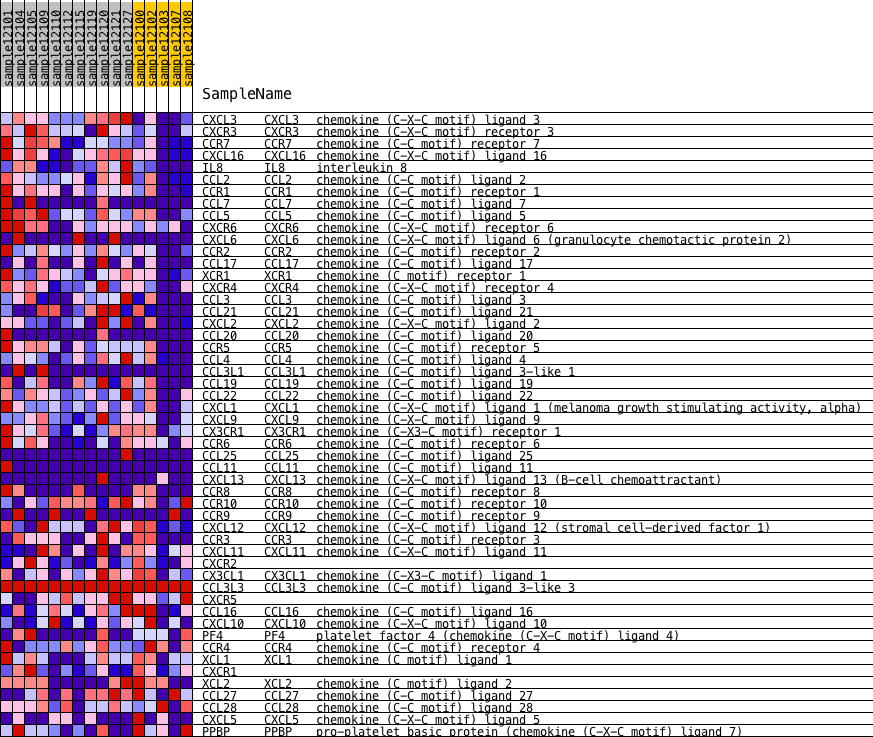 sample12101
sample12104
sample12105
sample12109
sample12110
sample12112
sample12115
sample12119
sample12120
sample12121
sample12127
sample12100
sample12102
sample12103
sample12107
sample12108
SampleName
CXCL3 CXCL3 chemokine (C-X-C motif) ligand 3
CXCR3 CXCR3 chemokine (C-X-C motif) receptor 3
CCR7 CCR7 chemokine (C-C motif) receptor 7
CXCL16 CXCL16 chemokine (C-X-C motif) ligand 16
IL8 IL8 interleukin 8
CCL2 CCL2 chemokine (C-C motif) ligand 2
CCR1 CCR1 chemokine (C-C motif) receptor 1
CCL7 CCL7 chemokine (C-C motif) ligand 7
CCL5 CCL5 chemokine (C-C motif) ligand 5
CXCR6 CXCR6 chemokine (C-X-C motif) receptor 6
CXCL6 CXCL6 chemokine (C-X-C motif) ligand 6 (granulocyte chemotactic protein 2)
CCR2 CCR2 chemokine (C-C motif) receptor 2
CCL17 CCL17 chemokine (C-C motif) ligand 17
XCR1 XCR1 chemokine (C motif) receptor 1
CXCR4 CXCR4 chemokine (C-X-C motif) receptor 4
CCL3 CCL3 chemokine (C-C motif) ligand 3
CCL21 CCL21 chemokine (C-C motif) ligand 21
CXCL2 CXCL2 chemokine (C-X-C motif) ligand 2
CCL20 CCL20 chemokine (C-C motif) ligand 20
CCR5 CCR5 chemokine (C-C motif) receptor 5
CCL4 CCL4 chemokine (C-C motif) ligand 4
CCL3L1 CCL3L1 chemokine (C-C motif) ligand 3-like 1
CCL19 CCL19 chemokine (C-C motif) ligand 19
CCL22 CCL22 chemokine (C-C motif) ligand 22
CXCL1 CXCL1 chemokine (C-X-C motif) ligand 1 (melanoma growth stimulating activity, alpha)
CXCL9 CXCL9 chemokine (C-X-C motif) ligand 9
CX3CR1 CX3CR1 chemokine (C-X3-C motif) receptor 1
CCR6 CCR6 chemokine (C-C motif) receptor 6
CCL25 CCL25 chemokine (C-C motif) ligand 25
CCL11 CCL11 chemokine (C-C motif) ligand 11
CXCL13 CXCL13 chemokine (C-X-C motif) ligand 13 (B-cell chemoattractant)
CCR8 CCR8 chemokine (C-C motif) receptor 8
CCR10 CCR10 chemokine (C-C motif) receptor 10
CCR9 CCR9 chemokine (C-C motif) receptor 9
CXCL12 CXCL12 chemokine (C-X-C motif) ligand 12 (stromal cell-derived factor 1)
CCR3 CCR3 chemokine (C-C motif) receptor 3
CXCL11 CXCL11 chemokine (C-X-C motif) ligand 11
CXCR2
CX3CL1 CX3CL1 chemokine (C-X3-C motif) ligand 1
CCL3L3 CCL3L3 chemokine (C-C motif) ligand 3-like 3
CXCR5
CCL16 CCL16 chemokine (C-C motif) ligand 16
CXCL10 CXCL10 chemokine (C-X-C motif) ligand 10
PF4 PF4 platelet factor 4 (chemokine (C-X-C motif) ligand 4)
CCR4 CCR4 chemokine (C-C motif) receptor 4
XCL1 XCL1 chemokine (C motif) ligand 1
CXCR1
XCL2 XCL2 chemokine (C motif) ligand 2
CCL27 CCL27 chemokine (C-C motif) ligand 27
CCL28 CCL28 chemokine (C-C motif) ligand 28
CXCL5 CXCL5 chemokine (C-X-C motif) ligand 5
PPBP PPBP pro-platelet basic protein (chemokine (C-X-C motif) ligand 7)